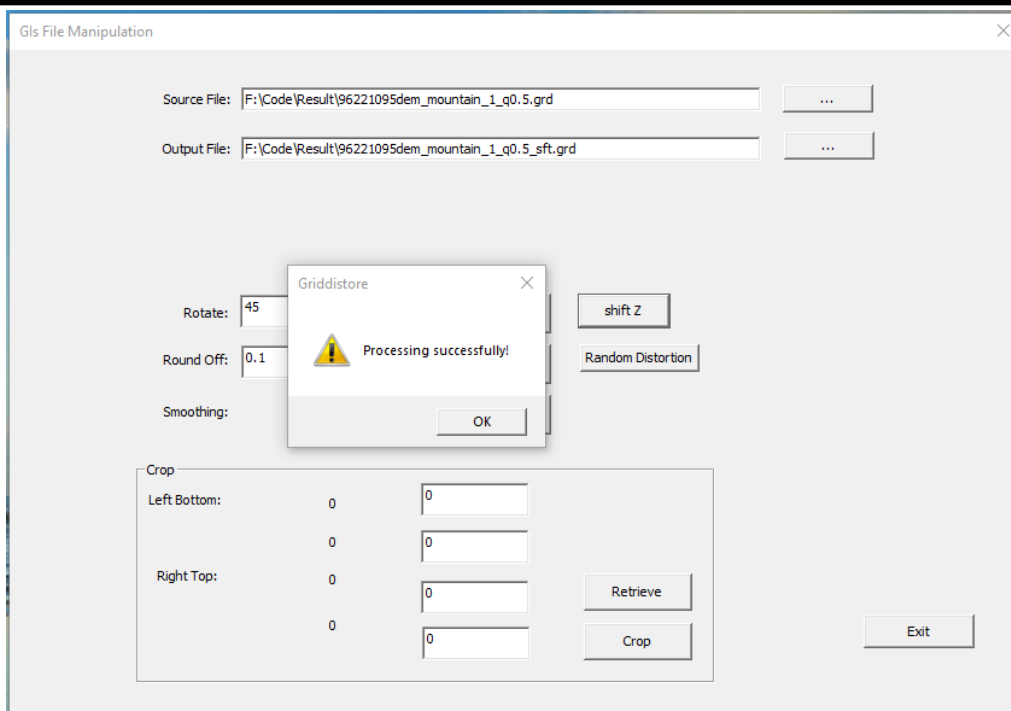 GIs File Manipulation
Source File: F:\Code\Result\96221095dem_mountain_1_q0.5.grd ...
Output File: F:\Code\Result\96221095dem_mountain_1_q0.5_sft.grd ...
Griddistore
Rotate: 45 shift Z
Processing successfully!
Round Off: 0.1 Random Distortion
Smoothing:
OK
Crop
Left Bottom: 0 0
0 0
Right Top: 0 0 Retrieve
0 0 Crop
Exit